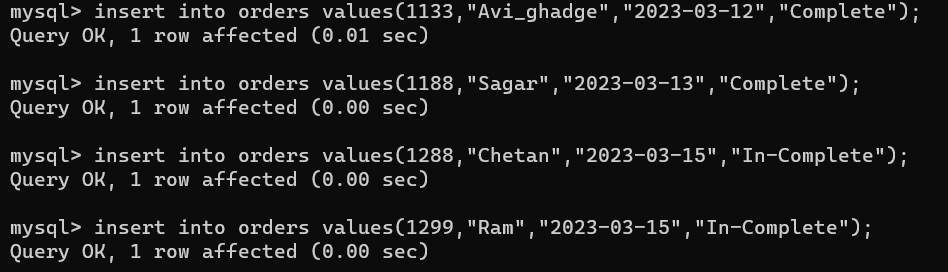 mysql> insert into orders values(1133,"Avi_ghadge","2023-03-12","Complete");
Query OK, 1 row affected (0.01 sec)
mysql> insert into orders values(1188,"Sagar","2023-03-13","Complete");
Query OK, 1 row affected (0.00 sec)
mysql> insert into orders values(1288,"Chetan","2023-03-15","In-Complete");
Query OK, 1 row affected (0.00 sec)
mysql> insert into orders values(1299,"Ram","2023-03-15","In-Complete");
Query OK, 1 row affected (0.00 sec)